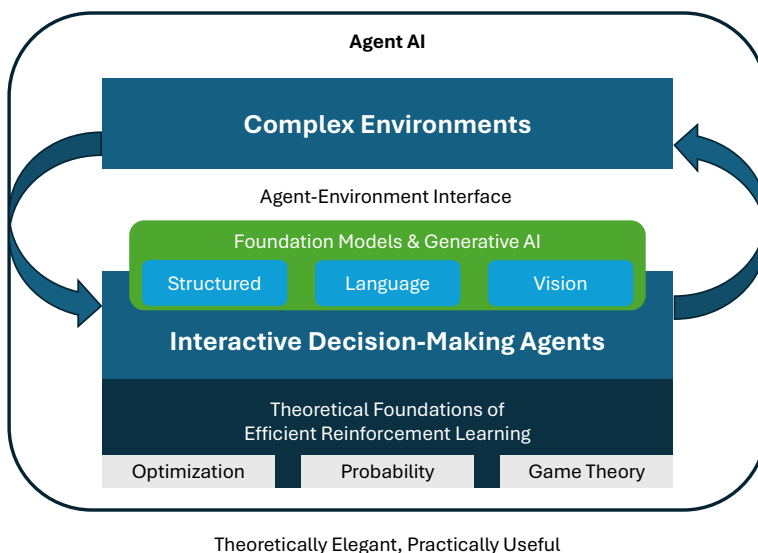 Agent AI
Complex Environments
Agent-Environment Interface
Foundation Models & Generative AI
Structured
Language
Vision
Interactive Decision-Making Agents
Theoretical Foundations of
Efficient Reinforcement Learning
Optimization
Probability
Game Theory
Theoretically Elegant, Practically Useful